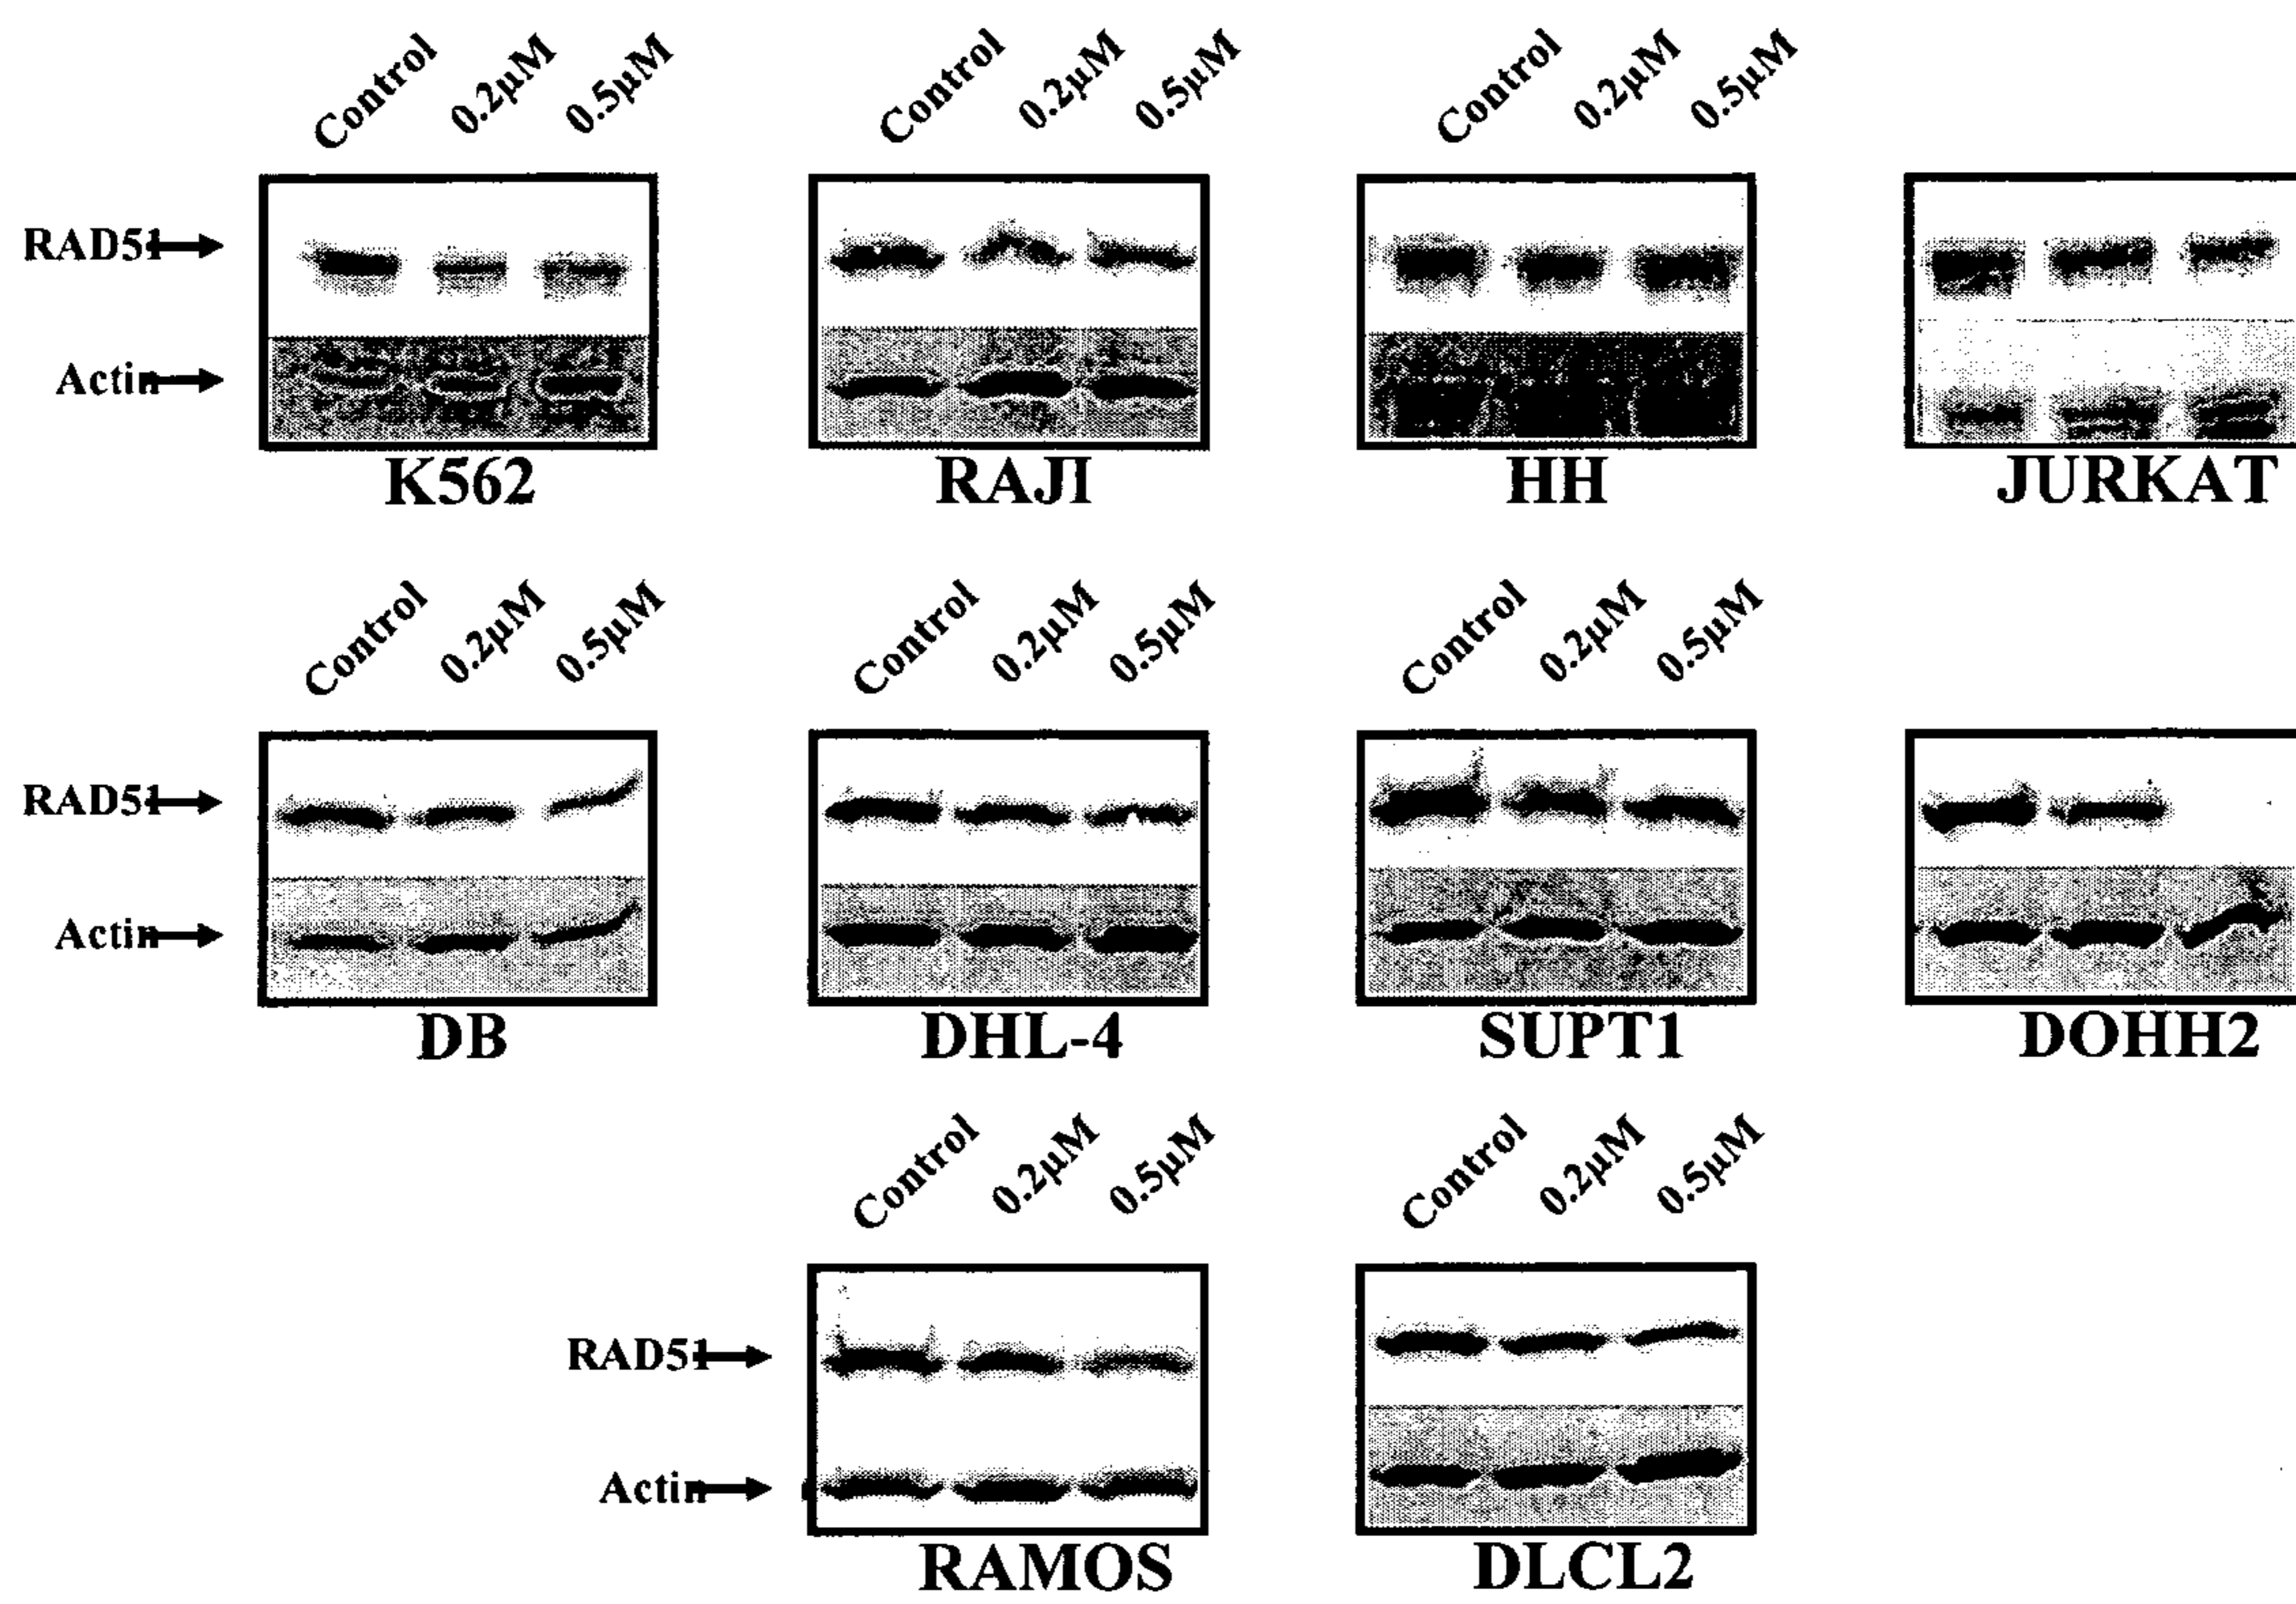 Control 0.2µM 0.5µM Control 0.2µM 0.5µM Control 0.2µM 0.5µM
RAD51
Actin
K562 RAJI HH JURKAT
Control 0.2µM 0.5µM Control 0.2µM 0.5µM Control 0.2µM 0.5µM
RAD51
Actin
DB DHL-4 SUPT1 DOHH2
Control 0.2µM 0.5µM Control 0.2µM 0.5µM
RAD51
Actin
RAMOS DLCL2